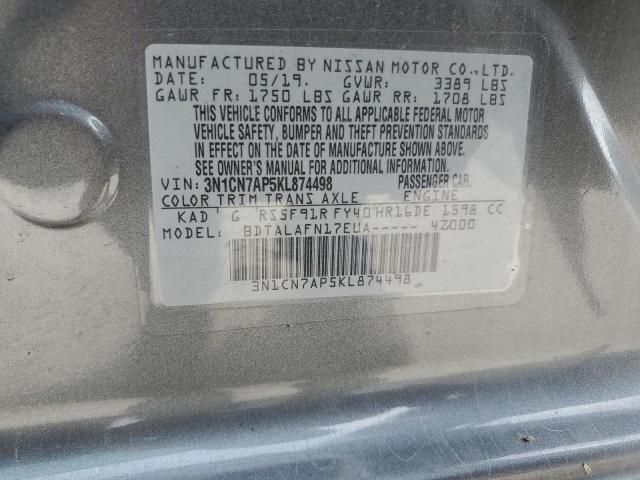 MANUFACTURED BY NISSAN MOTOR CO., LTD.
DATE: 05/19. GVWR: 3389 LBS
GAWR FR: 1750 LBS GAWR RR: 1708 LBS
THIS VEHICLE CONFORMS TO ALL APPLICABLE FEDERAL MOTOR
VEHICLE SAFETY, BUMPER AND THEFT PREVENTION STANDARDS
IN EFFECT ON THE DATE OF MANUFACTURE SHOWN ABOVE.
SEE OWNER'S MANUAL FOR ADDITIONAL INFORMATION.
VIN: 3N1CN7AP5KL874498 PASSENGER CAR.
COLOR TRIM TRANS AXLE ENGINE
KAD G RS5F91R FY40 HR16DE 1598 CC
MODEL: BDTALAFN17EUA----- 4Z000
3N1CN7AP5KL874498